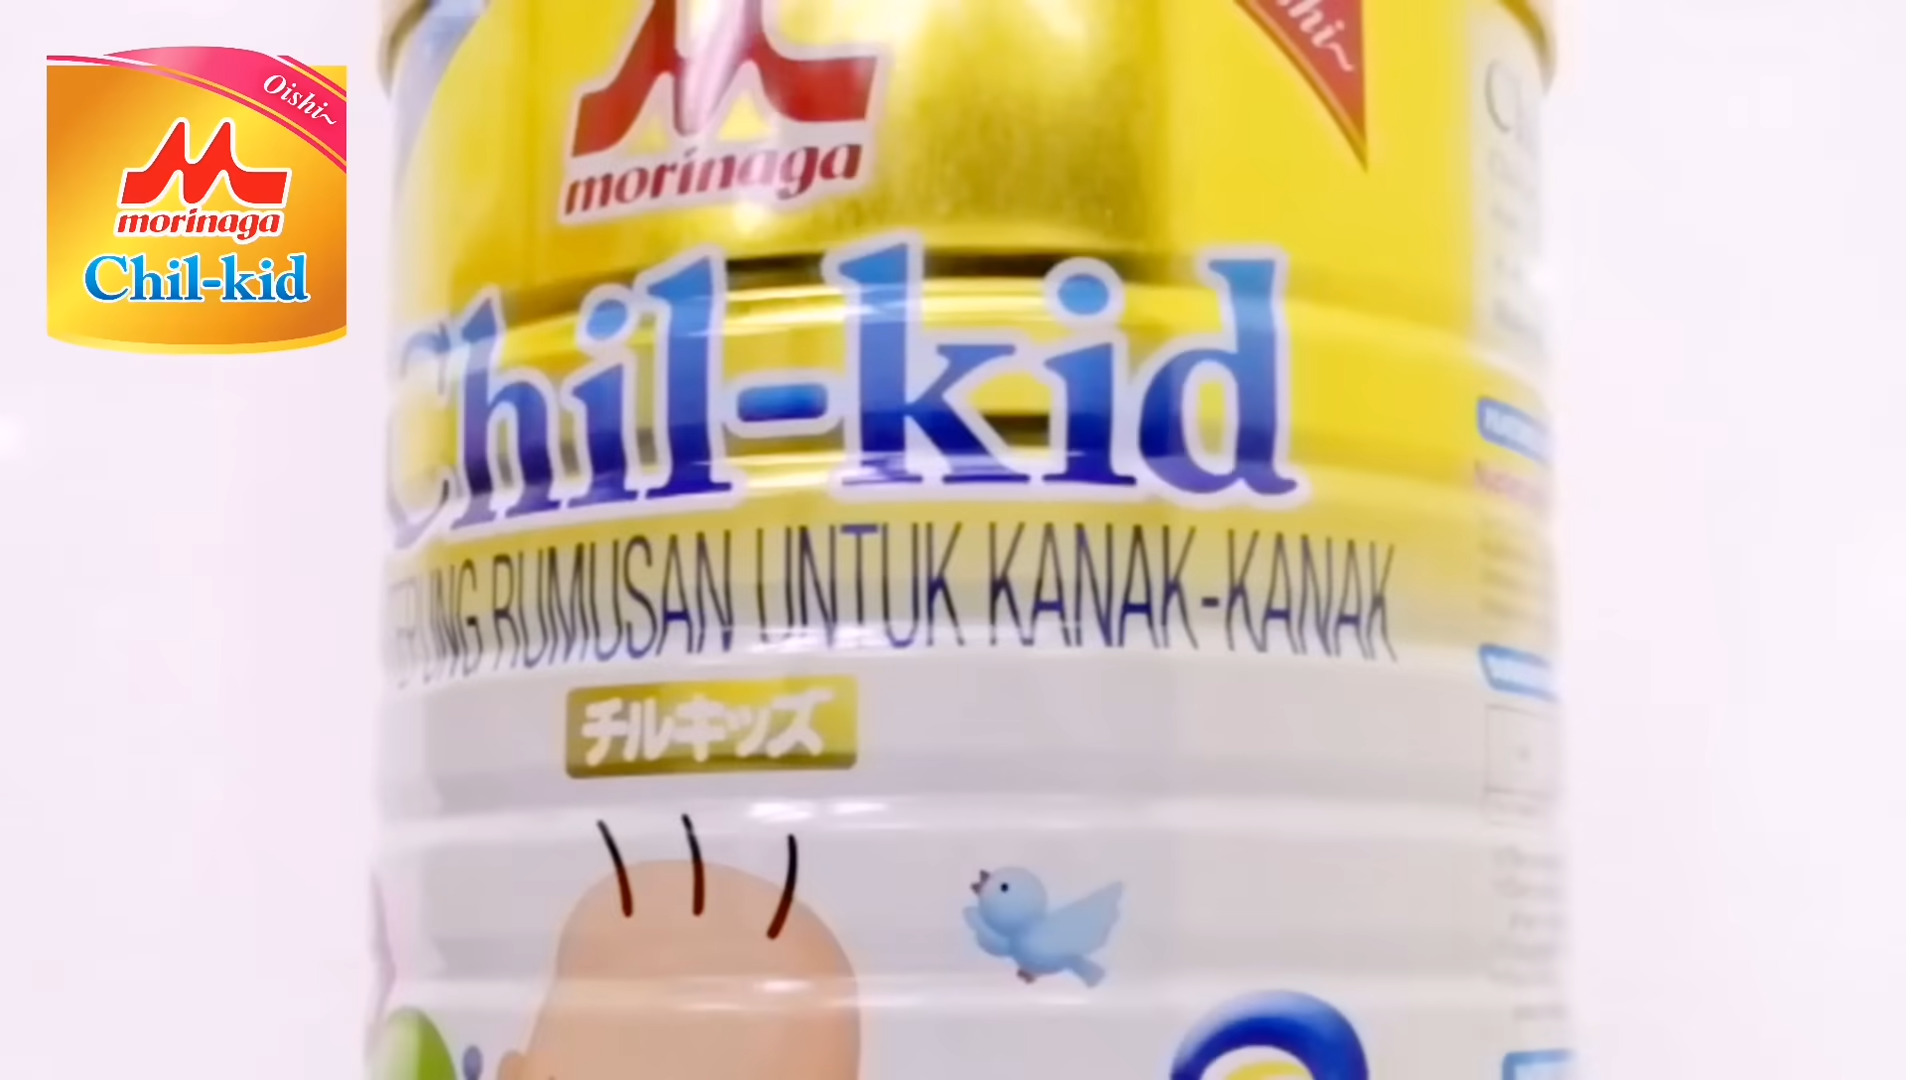 Oishi~
morinaga
Chil-kid
morinaga
Chil-kid
RUMUSAN UNTUK KANAK-KANAK
チルキッズ